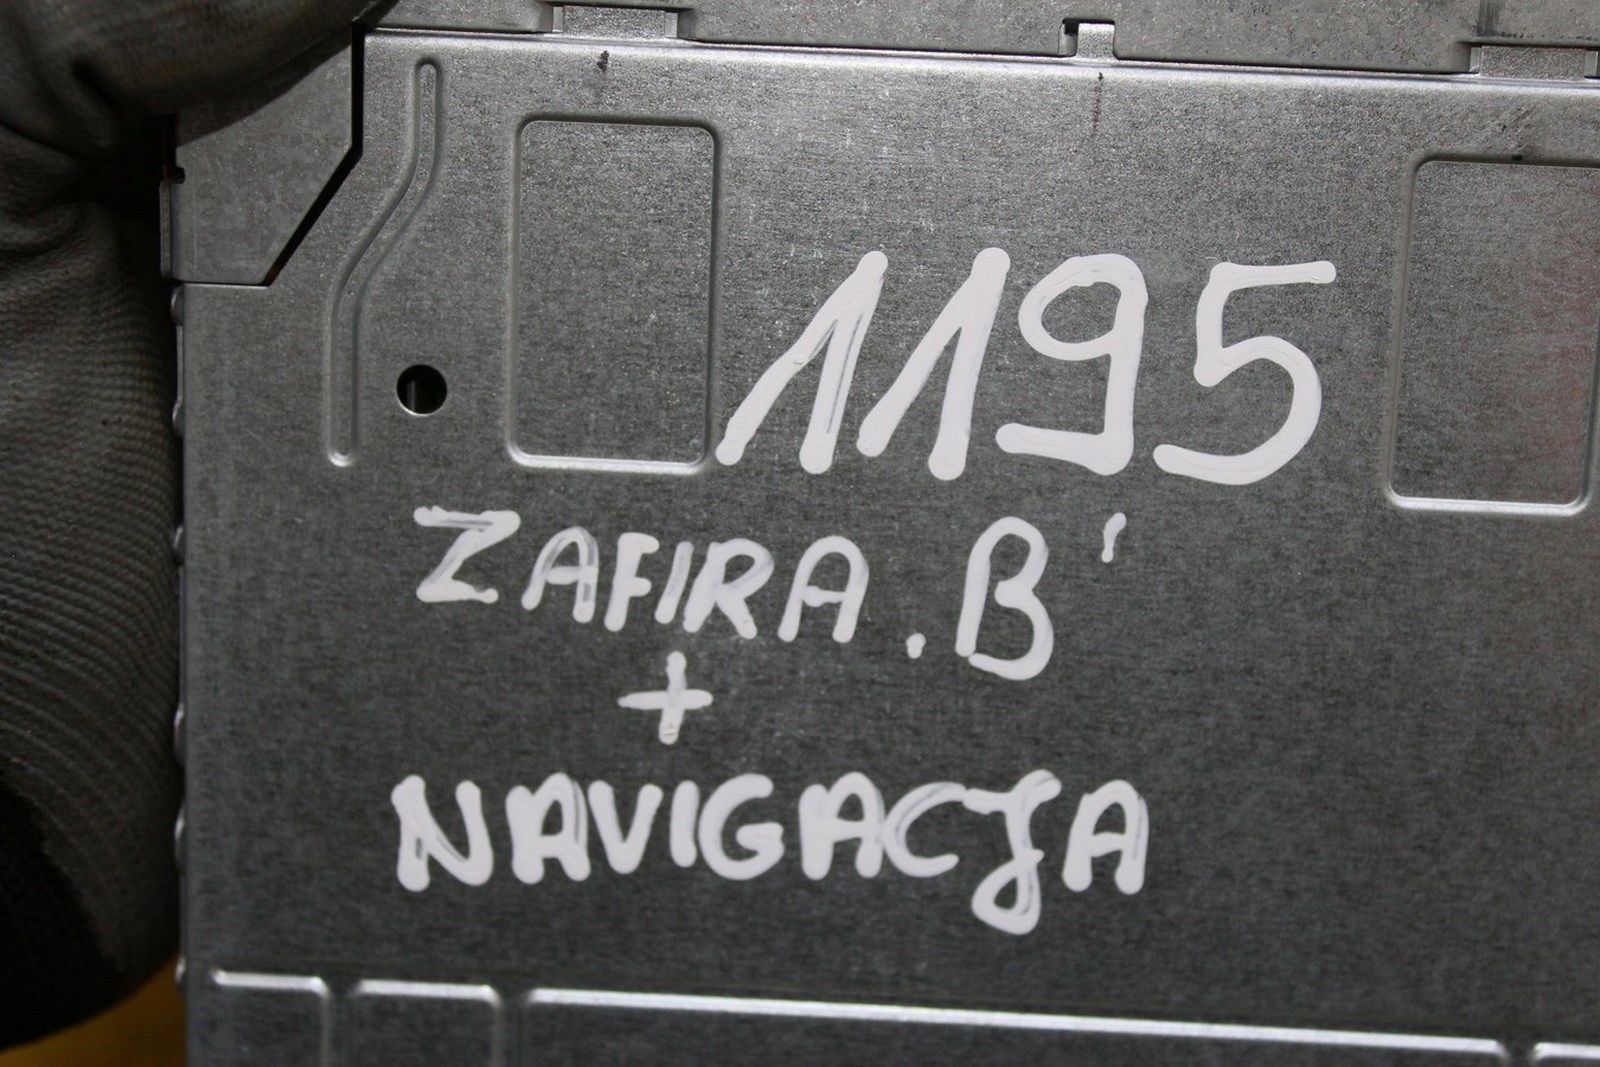 1195
ZAFIRA.B'
+
NAVIGACJA